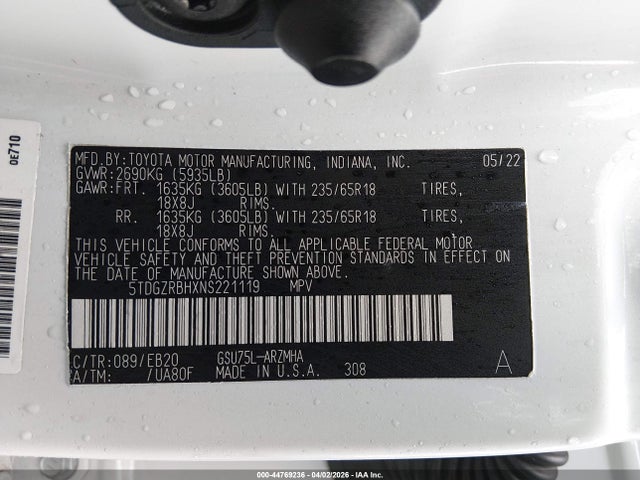 0E710
MFD.BY:TOYOTA MOTOR MANUFACTURING, INDIANA, INC. 05/22
GVWR:2690KG (5935LB)
GAWR:FRT. 1635KG (3605LB) WITH 235/65R18 TIRES,
18X8J RIMS.
RR. 1635KG (3605LB) WITH 235/65R18 TIRES,
18X8J RIMS.
THIS VEHICLE CONFORMS TO ALL APPLICABLE FEDERAL MOTOR
VEHICLE SAFETY AND THEFT PREVENTION STANDARDS IN EFFECT ON THE
DATE OF MANUFACTURE SHOWN ABOVE.
5TDGZRBHXNS221119 MPV
C/TR:089/EB20 GSU75L-ARZMHA
A/TM: /UA80F MADE IN U.S.A. 308 A
000-44769236 - 04/02/2026 - IAA Inc.